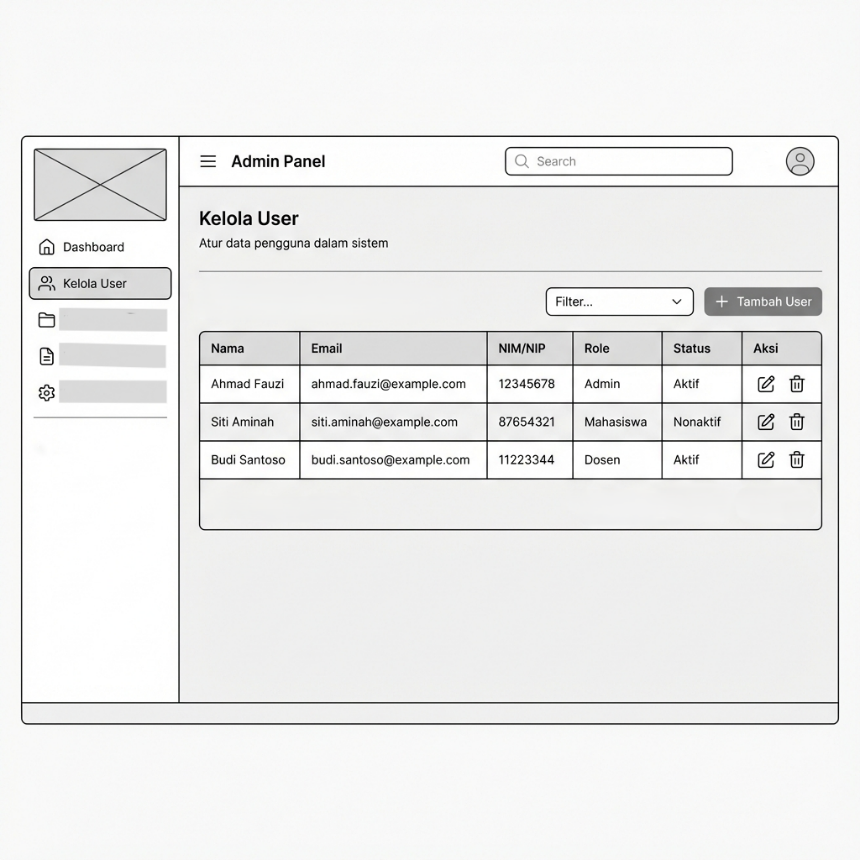 Admin Panel
Search
Dashboard
Kelola User
Kelola User
Atur data pengguna dalam sistem
Filter...
+ Tambah User
Nama Email NIM/NIP Role Status Aksi
Ahmad Fauzi ahmad.fauzi@example.com 12345678 Admin Aktif
Siti Aminah siti.aminah@example.com 87654321 Mahasiswa Nonaktif
Budi Santoso budi.santoso@example.com 11223344 Dosen Aktif